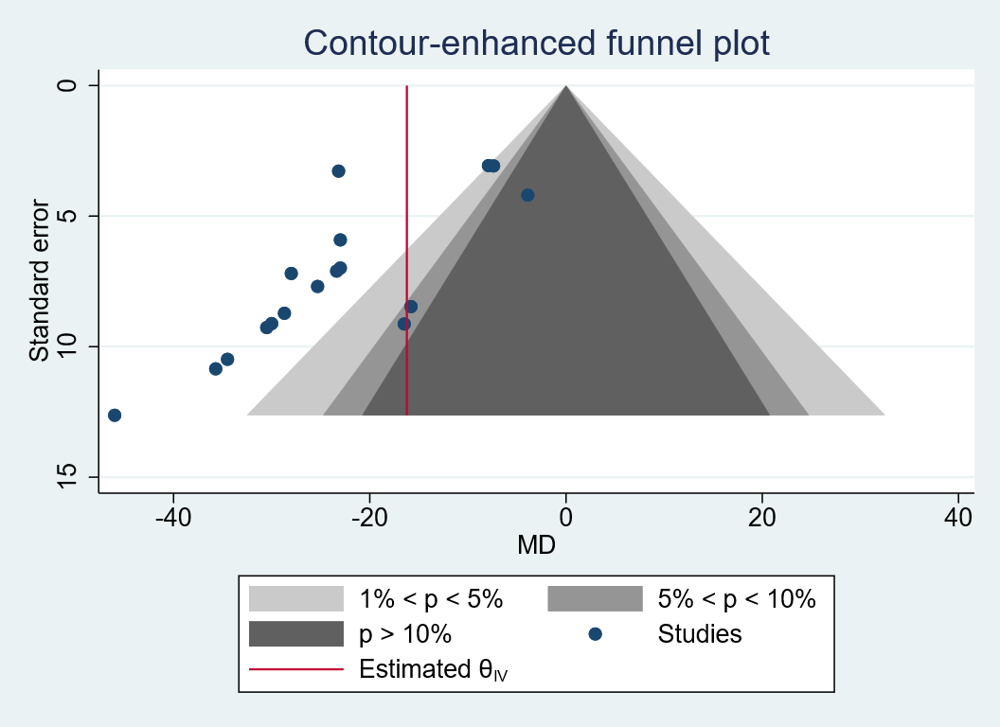 Contour-enhanced funnel plot
Standard error
0
5
10
15
-40 -20 0 20 40
MD
1% < p < 5% 5% < p < 10%
p > 10% Studies
Estimated θIV